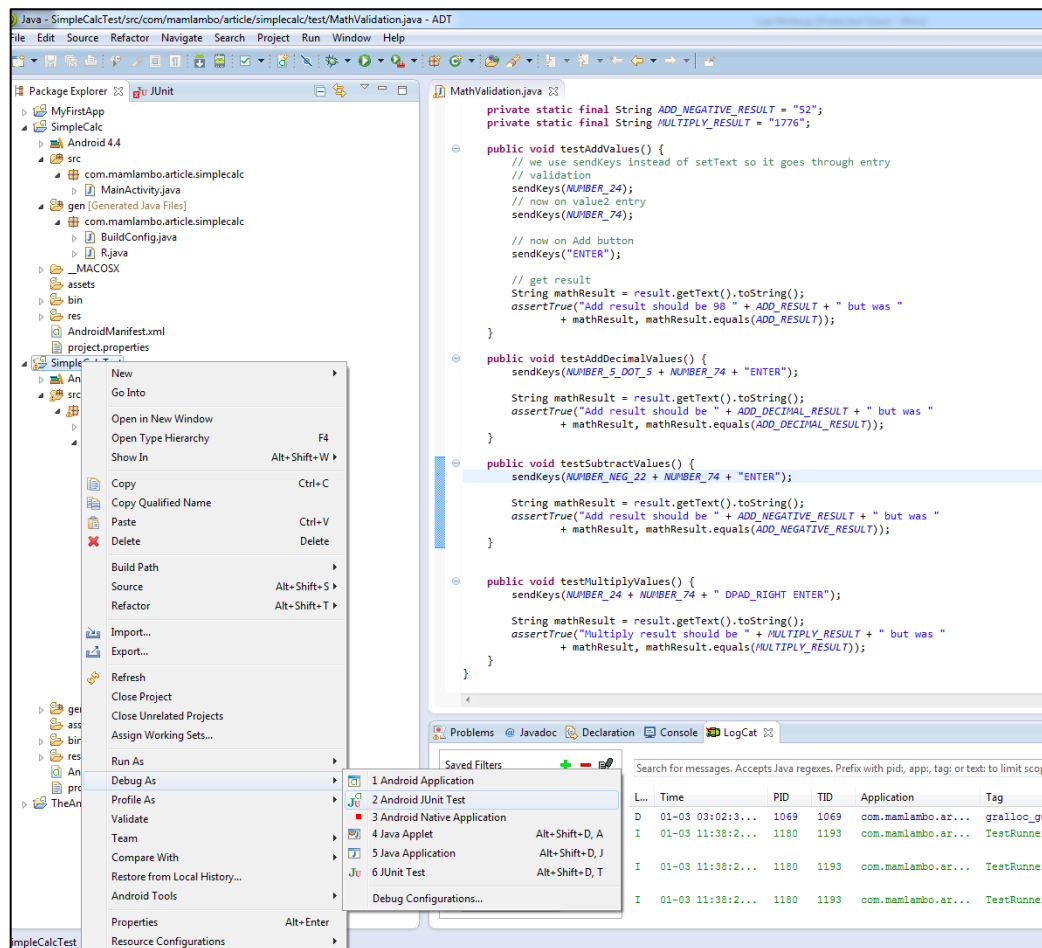 Java - SimpleCalcTest/src/com/mamlambo/article/simplecalc/test/MathValidation.java - ADT
File Edit Source Refactor Navigate Search Project Run Window Help
Package Explorer JUnit
MyFirstApp
SimpleCalc
Android 4.4
src
com.mamlambo.article.simplecalc
MainActivity.java
gen [Generated Java Files]
com.mamlambo.article.simplecalc
BuildConfig.java
R.java
__MACOSX
assets
bin
res
AndroidManifest.xml
project.properties
SimpleCalcTest
An
src
ge
ass
bin
res
An
pro
TheAn
New
Go Into
Open in New Window
Open Type Hierarchy F4
Show In Alt+Shift+W
Copy Ctrl+C
Copy Qualified Name
Paste Ctrl+V
Delete Delete
Build Path
Source Alt+Shift+S
Refactor Alt+Shift+T
Import...
Export...
Refresh
Close Project
Close Unrelated Projects
Assign Working Sets...
Run As
Debug As
Profile As
Validate
Team
Compare With
Restore from Local History...
Android Tools
Properties Alt+Enter
Resource Configurations
1 Android Application
2 Android JUnit Test
3 Android Native Application
4 Java Applet Alt+Shift+D, A
5 Java Application Alt+Shift+D, J
6 JUnit Test Alt+Shift+D, T
Debug Configurations...
MathValidation.java
private static final String ADD_NEGATIVE_RESULT = "52";
private static final String MULTIPLY_RESULT = "1776";
public void testAddValues() {
// we use sendKeys instead of setText so it goes through entry
// validation
sendKeys(NUMBER_24);
// now on value2 entry
sendKeys(NUMBER_74);
// now on Add button
sendKeys("ENTER");
// get result
String mathResult = result.getText().toString();
assertTrue("Add result should be 98 " + ADD_RESULT + " but was "
+ mathResult, mathResult.equals(ADD_RESULT));
}
public void testAddDecimalValues() {
sendKeys(NUMBER_5_DOT_5 + NUMBER_74 + "ENTER");
String mathResult = result.getText().toString();
assertTrue("Add result should be " + ADD_DECIMAL_RESULT + " but was "
+ mathResult, mathResult.equals(ADD_DECIMAL_RESULT));
}
public void testSubtractValues() {
sendKeys(NUMBER_NEG_22 + NUMBER_74 + "ENTER");
String mathResult = result.getText().toString();
assertTrue("Add result should be " + ADD_NEGATIVE_RESULT + " but was "
+ mathResult, mathResult.equals(ADD_NEGATIVE_RESULT));
}
public void testMultiplyValues() {
sendKeys(NUMBER_24 + NUMBER_74 + " DPAD_RIGHT ENTER");
String mathResult = result.getText().toString();
assertTrue("Multiply result should be " + MULTIPLY_RESULT + " but was "
+ mathResult, mathResult.equals(MULTIPLY_RESULT));
}
}
Problems @ Javadoc Declaration Console LogCat
Saved Filters
Search for messages. Accepts Java regexes. Prefix with pid:, app:, tag: or text: to limit scop
L... Time PID TID Application Tag
D 01-03 03:02:3... 1069 1069 com.mamlambo.ar... gralloc_g
I 01-03 11:38:2... 1180 1193 com.mamlambo.ar... TestRunne
I 01-03 11:38:2... 1180 1193 com.mamlambo.ar... TestRunne
I 01-03 11:38:2... 1180 1193 com.mamlambo.ar... TestRunne
impleCalcTest